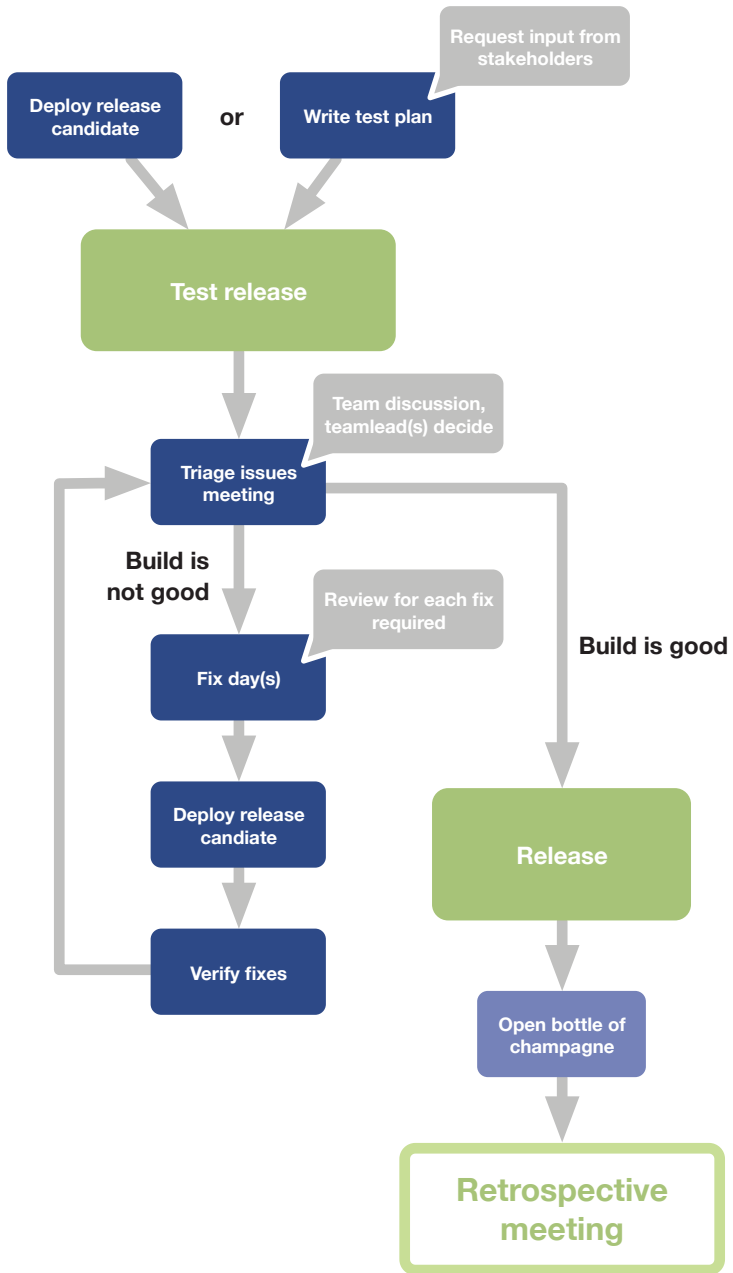 Request input from
stakeholders
Deploy release
candidate
or
Write test plan
Test release
Team discussion,
teamlead(s) decide
Triage issues
meeting
Build is
not good
Review for each fix
required
Build is good
Fix day(s)
Deploy release
candiate
Release
Verify fixes
Open bottle of
champagne
Retrospective
meeting